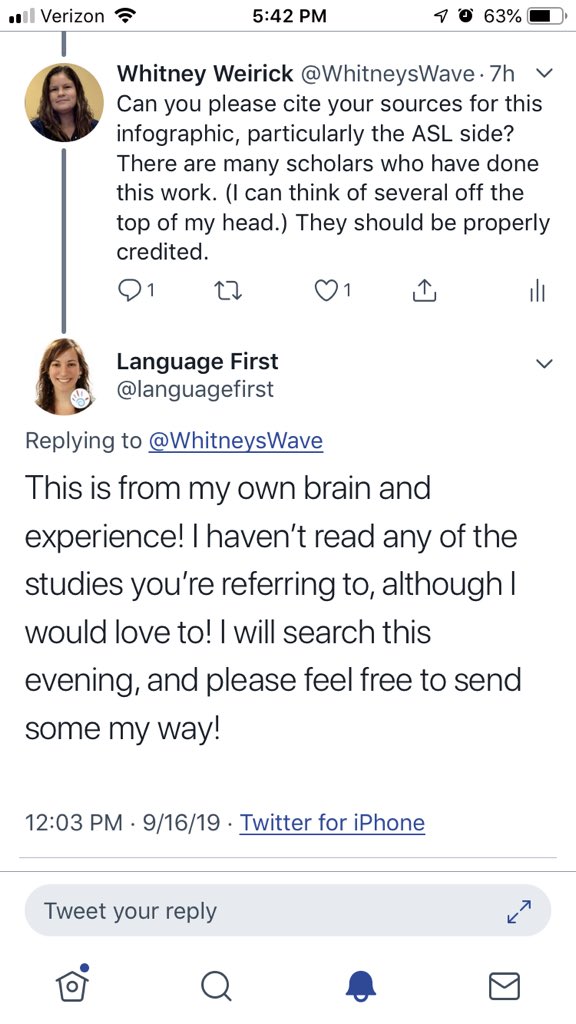 Verizon 5:42 PM 63%
Whitney Weirick @WhitneysWave · 7h
Can you please cite your sources for this
infographic, particularly the ASL side?
There are many scholars who have done
this work. (I can think of several off the
top of my head.) They should be properly
credited.
1 1
Language First
@languagefirst
Replying to @WhitneysWave
This is from my own brain and
experience! I haven’t read any of the
studies you’re referring to, although I
would love to! I will search this
evening, and please feel free to send
some my way!
12:03 PM · 9/16/19 · Twitter for iPhone
Tweet your reply